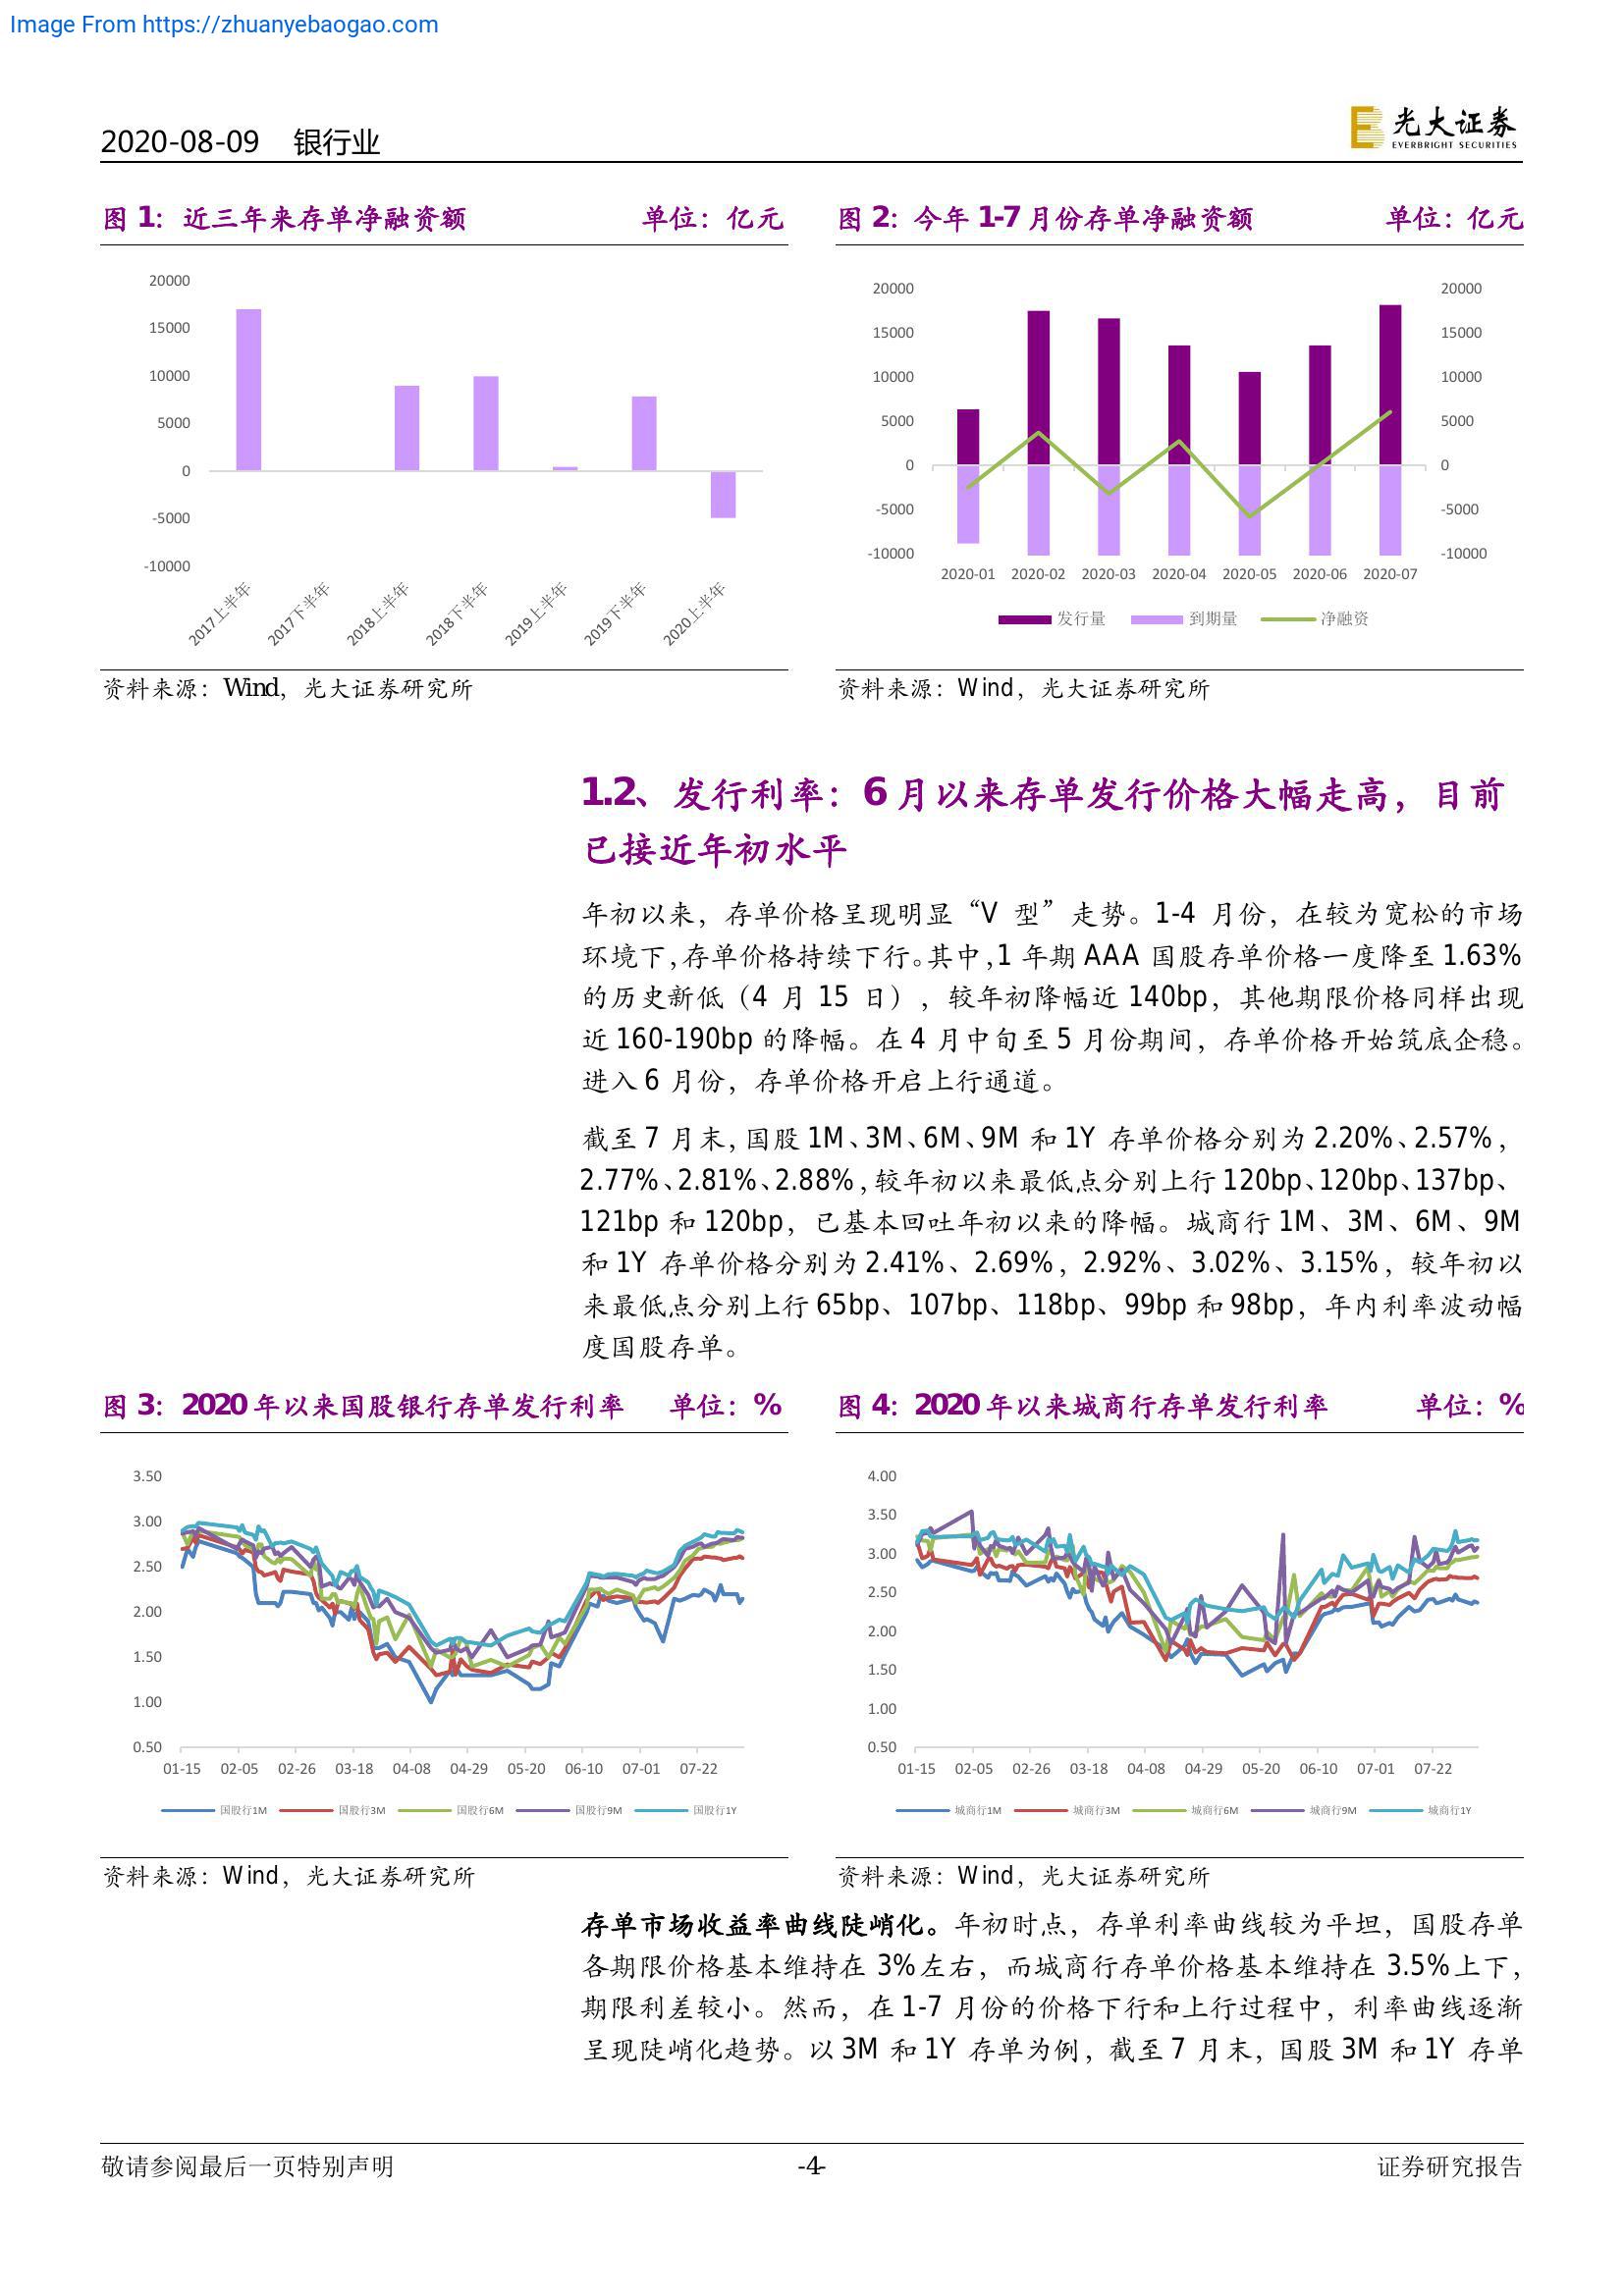 Image From https://zhuanyebaogao.com
2020-08-09 银行业
光大证券
EVERBRIGHT SECURITIES
图 1：近三年来存单净融资额 单位：亿元
20000
15000
10000
5000
0
-5000
-10000
2017上半年 2017下半年 2018上半年 2018下半年 2019上半年 2019下半年 2020上半年
资料来源：Wind，光大证券研究所
图 2：今年 1-7 月份存单净融资额 单位：亿元
20000 20000
15000 15000
10000 10000
5000 5000
0 0
-5000 -5000
-10000 -10000
2020-01 2020-02 2020-03 2020-04 2020-05 2020-06 2020-07
发行量 到期量 净融资
资料来源：Wind，光大证券研究所
1.2、发行利率：6 月以来存单发行价格大幅走高，目前
已接近年初水平
年初以来，存单价格呈现明显“V 型”走势。1-4 月份，在较为宽松的市场
环境下，存单价格持续下行。其中，1 年期 AAA 国股存单价格一度降至 1.63%
的历史新低（4 月 15 日），较年初降幅近 140bp，其他期限价格同样出现
近 160-190bp 的降幅。在 4 月中旬至 5 月份期间，存单价格开始筑底企稳。
进入 6 月份，存单价格开启上行通道。
截至 7 月末，国股 1M、3M、6M、9M 和 1Y 存单价格分别为 2.20%、2.57%，
2.77%、2.81%、2.88%，较年初以来最低点分别上行 120bp、120bp、137bp、
121bp 和 120bp，已基本回吐年初以来的降幅。城商行 1M、3M、6M、9M
和 1Y 存单价格分别为 2.41%、2.69%，2.92%、3.02%、3.15%，较年初以
来最低点分别上行 65bp、107bp、118bp、99bp 和 98bp，年内利率波动幅
度国股存单。
图 3：2020 年以来国股银行存单发行利率 单位：%
3.50
3.00
2.50
2.00
1.50
1.00
0.50
01-15 02-05 02-26 03-18 04-08 04-29 05-20 06-10 07-01 07-22
国股行1M 国股行3M 国股行6M 国股行9M 国股行1Y
资料来源：Wind，光大证券研究所
图 4：2020 年以来城商行存单发行利率 单位：%
4.00
3.50
3.00
2.50
2.00
1.50
1.00
0.50
01-15 02-05 02-26 03-18 04-08 04-29 05-20 06-10 07-01 07-22
城商行1M 城商行3M 城商行6M 城商行9M 城商行1Y
资料来源：Wind，光大证券研究所
存单市场收益率曲线陡峭化。年初时点，存单利率曲线较为平坦，国股存单
各期限价格基本维持在 3%左右，而城商行存单价格基本维持在 3.5%上下，
期限利差较小。然而，在 1-7 月份的价格下行和上行过程中，利率曲线逐渐
呈现陡峭化趋势。以 3M 和 1Y 存单为例，截至 7 月末，国股 3M 和 1Y 存单
敬请参阅最后一页特别声明 -4- 证券研究报告